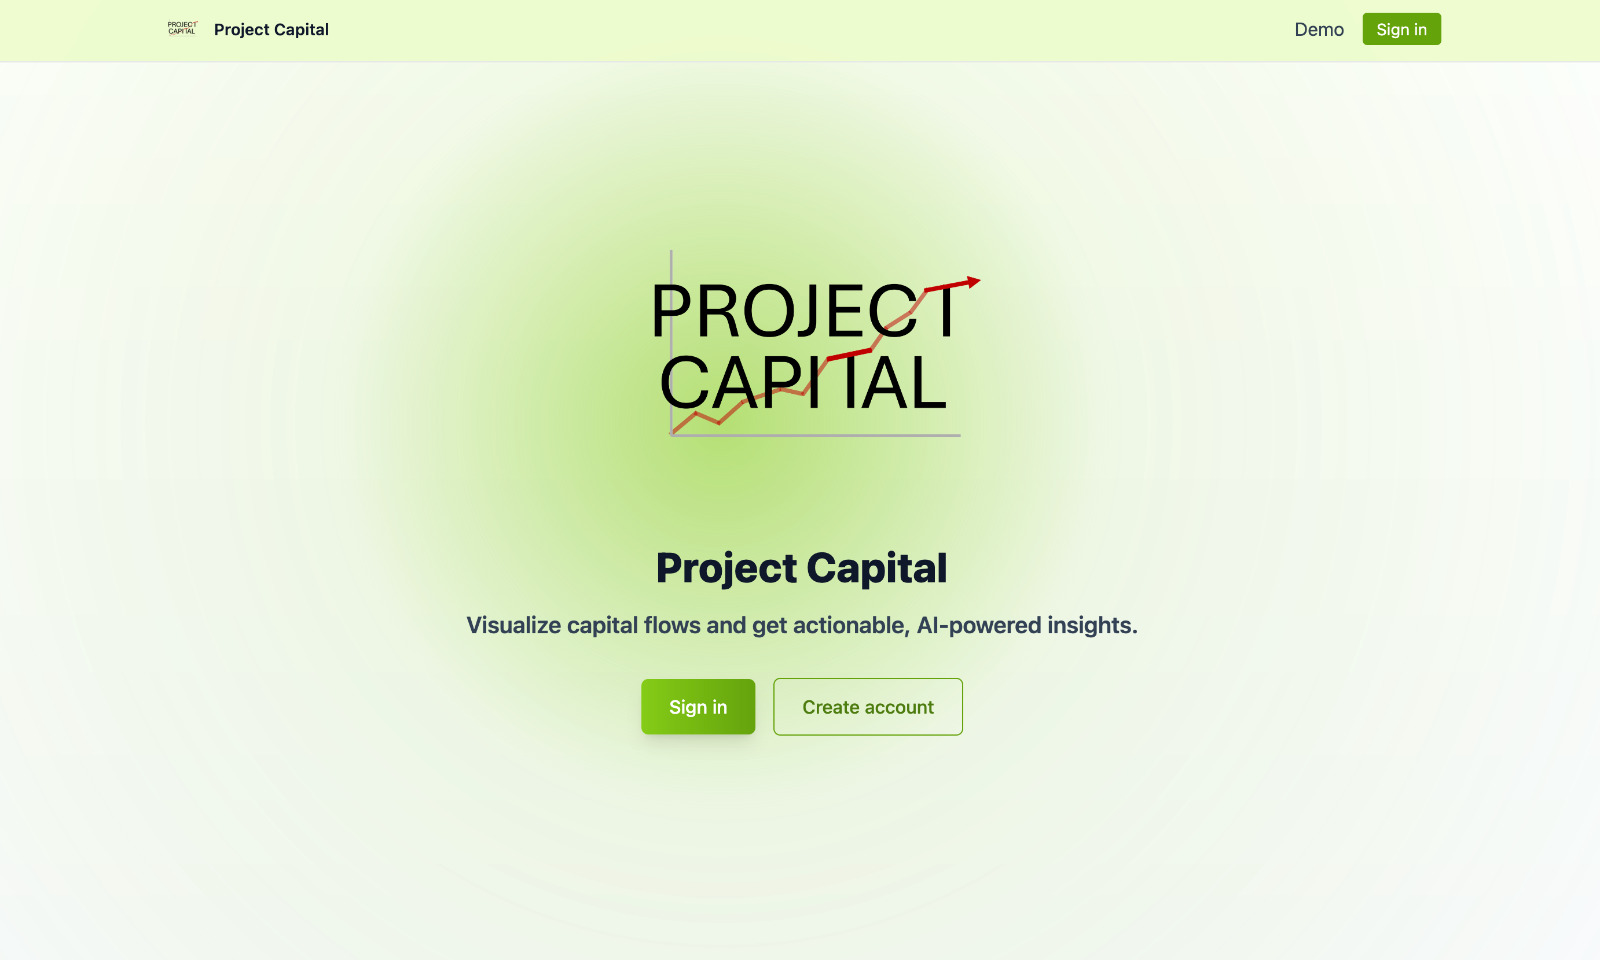 PROJECT
CAPITAL
Project Capital
Demo
Sign in
PROJECT
CAPITAL
Project Capital
Visualize capital flows and get actionable, AI-powered insights.
Sign in
Create account